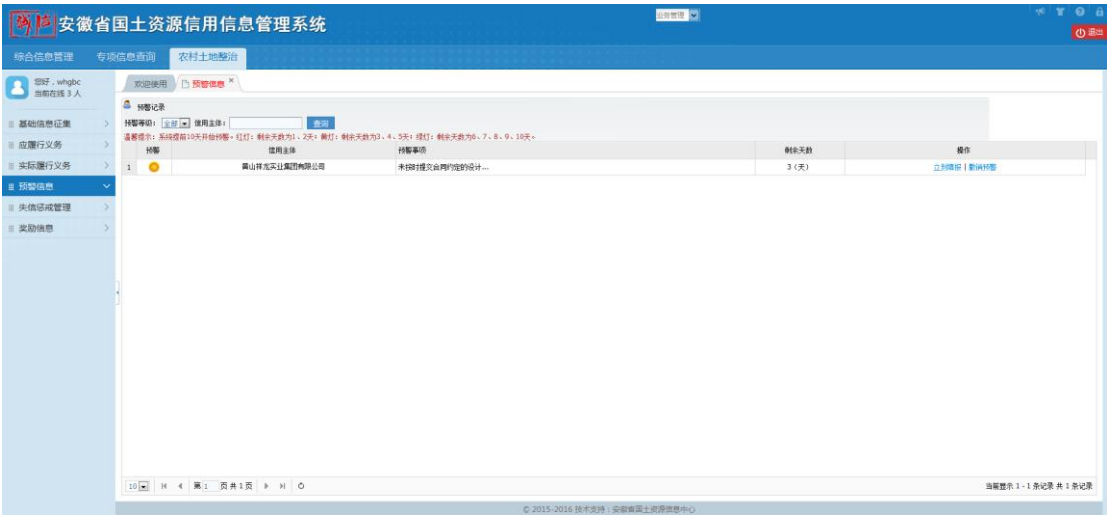 诚信 安徽省国土资源信用信息管理系统
业务管理
退出
综合信息管理 专项信息查询 农村土地整治
您好，whgbc
当前在线 3 人
欢迎使用 预警信息 ×
预警记录
预警等级： 全部 信用主体： 查询
温馨提示：系统提前10天开始预警。红灯：剩余天数为1、2天；黄灯：剩余天数为3、4、5天；绿灯：剩余天数为6、7、8、9、10天。
预警 信用主体 预警事项 剩余天数 操作
1 黄山祥龙实业集团有限公司 未按时提交合同约定的设计... 3 (天) 立刻填报 | 撤销预警
基础信息征集
应履行义务
实际履行义务
预警信息
失信惩戒管理
奖励信息
10 第 1 页 共 1 页 当前显示 1 - 1 条记录 共 1 条记录
© 2015-2016 技术支持：安徽省国土资源信息中心